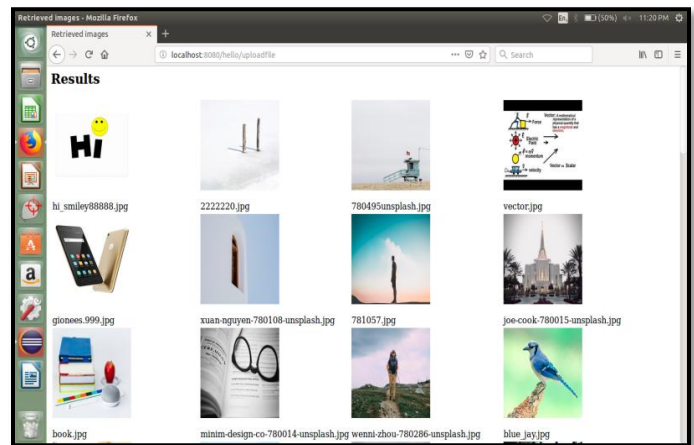 Retrieved images - Mozilla Firefox
En
(50%)
11:20 PM
Retrieved images
localhost:8080/hello/uploadfile
Search
Results
HI
hi_smiley88888.jpg
2222220.jpg
780495unsplash.jpg
vector.jpg
gionees.999.jpg
xuan-nguyen-780108-unsplash.jpg
781057.jpg
joe-cook-780015-unsplash.jpg
book.jpg
minim-design-co-780014-unsplash.jpg
wenni-zhou-780286-unsplash.jpg
blue_jay.jpg